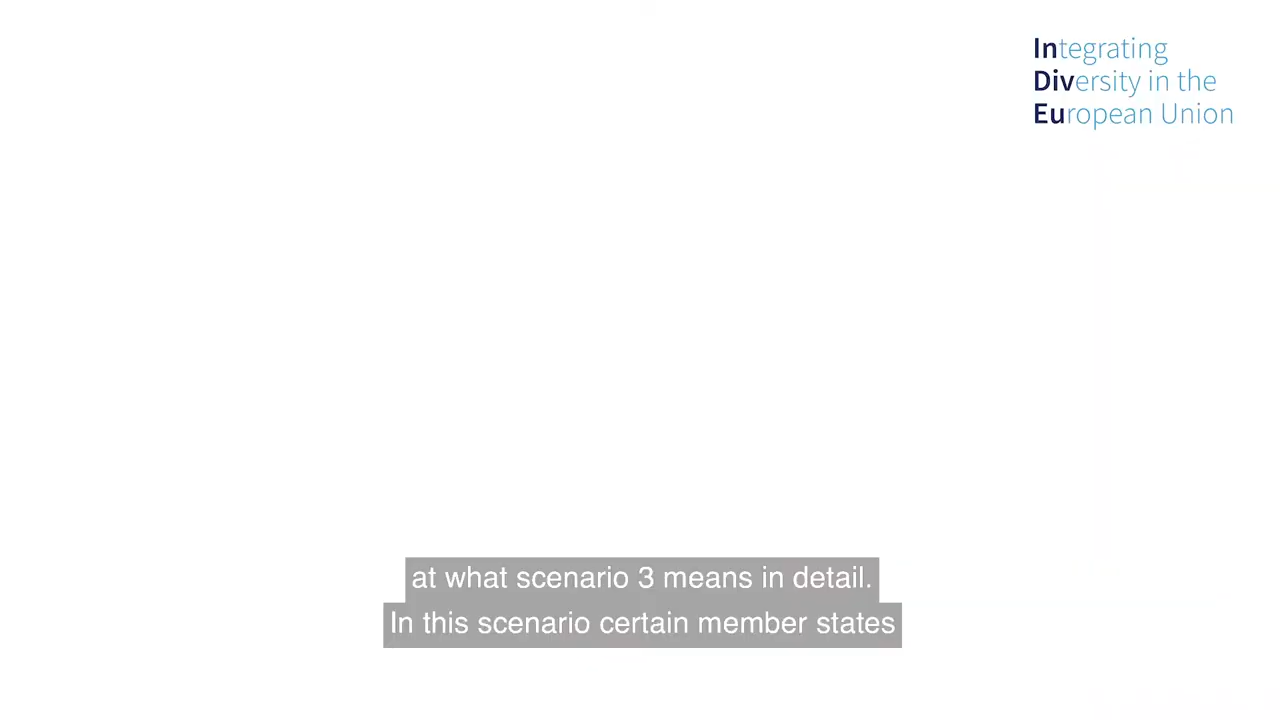 Integrating
Diversity in the
European Union
at what scenario 3 means in detail.
In this scenario certain member states